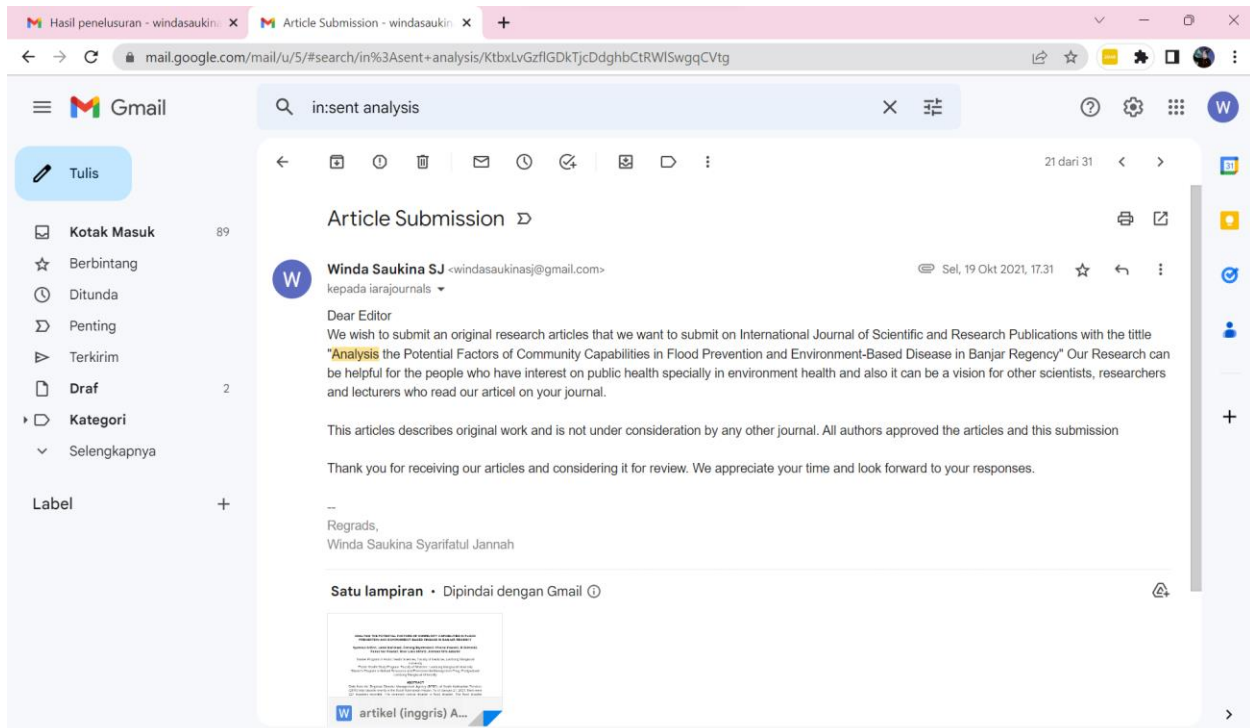 Hasil penelusuran - windasaukina
Article Submission - windasaukin
mail.google.com/mail/u/5/#search/in%3Asent+analysis/KtbxLvGzflGDkTjcDdghbCtRWlSwgqCVtg
Gmail
in:sent analysis
W
Tulis
21 dari 31
31
Kotak Masuk 89
Berbintang
Ditunda
Penting
Terkirim
Draf 2
Kategori
Selengkapnya
Label
Article Submission
W
Winda Saukina SJ <windasaukinasj@gmail.com>
Sel, 19 Okt 2021, 17.31
kepada iarajournals
Dear Editor
We wish to submit an original research articles that we want to submit on International Journal of Scientific and Research Publications with the tittle
"Analysis the Potential Factors of Community Capabilities in Flood Prevention and Environment-Based Disease in Banjar Regency" Our Research can
be helpful for the people who have interest on public health specially in environment health and also it can be a vision for other scientists, researchers
and lecturers who read our articel on your journal.
This articles describes original work and is not under consideration by any other journal. All authors approved the articles and this submission
Thank you for receiving our articles and considering it for review. We appreciate your time and look forward to your responses.
--
Regrads,
Winda Saukina Syarifatul Jannah
Satu lampiran • Dipindai dengan Gmail
ABSTRACT
W artikel (inggris) A...